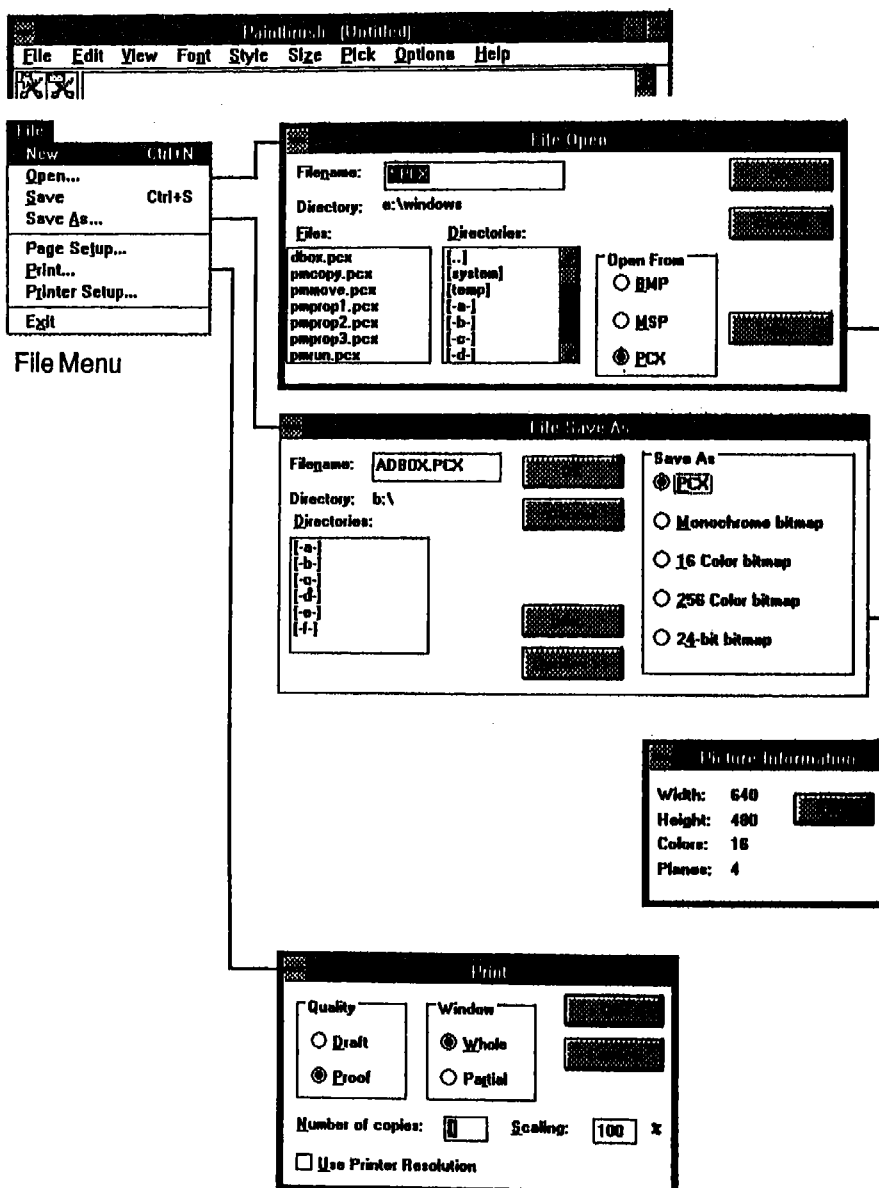 Paintbrush - (Untitled)
File Edit View Font Style Size Pick Options Help
File
New Ctrl+N
Open...
Save Ctrl+S
Save As...
Page Setup...
Print...
Printer Setup...
Exit
File Menu
File Open
Filename: *.PCX
Directory: e:\windows
Files: Directories:
dbox.pcx
pmcopy.pcx
pmmove.pcx
pmprop1.pcx
pmprop2.pcx
pmprop3.pcx
pmrun.pcx
[..]
[system]
[temp]
[-a-]
[-b-]
[-c-]
[-d-]
Open From
BMP
MSP
PCX
File Save As
Filename: ADBOX.PCX
Directory: b:\
Directories:
[-a-]
[-b-]
[-c-]
[-d-]
[-e-]
[-f-]
Save As
PCX
Monochrome bitmap
16 Color bitmap
256 Color bitmap
24-bit bitmap
Picture Information
Width: 640
Height: 480
Colors: 16
Planes: 4
Print
Quality
Draft
Proof
Window
Whole
Partial
Number of copies: Scaling: 100 %
Use Printer Resolution